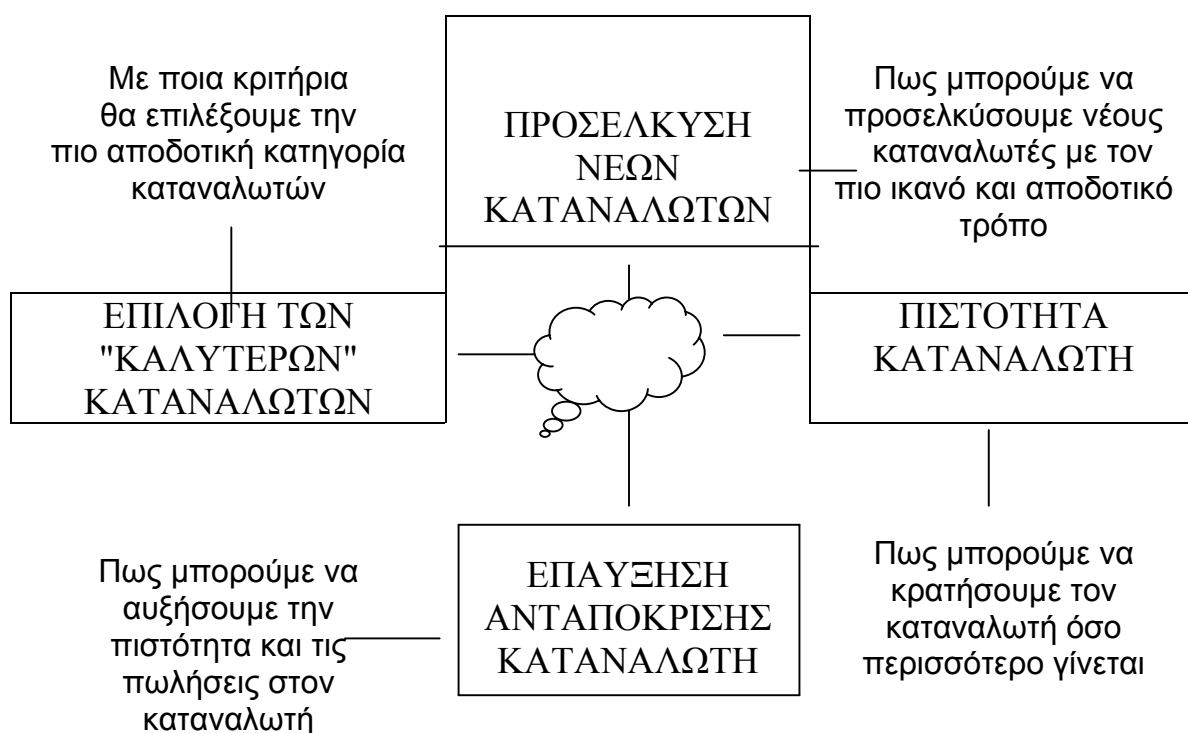 Με ποια κριτήρια
θα επιλέξουμε την
πιο αποδοτική κατηγορία
καταναλωτών
ΠΡΟΣΕΛΚΥΣΗ
ΝΕΩΝ
ΚΑΤΑΝΑΛΩΤΩΝ
Πως μπορούμε να
προσελκύσουμε νέους
καταναλωτές με τον
πιο ικανό και αποδοτικό
τρόπο
ΕΠΙΛΟΓΗ ΤΩΝ
"ΚΑΛΥΤΕΡΩΝ"
ΚΑΤΑΝΑΛΩΤΩΝ
ΠΙΣΤΟΤΗΤΑ
ΚΑΤΑΝΑΛΩΤΗ
Πως μπορούμε να
αυξήσουμε την
πιστότητα και τις
πωλήσεις στον
καταναλωτή
ΕΠΑΥΞΗΣΗ
ΑΝΤΑΠΟΚΡΙΣΗΣ
ΚΑΤΑΝΑΛΩΤΗ
Πως μπορούμε να
κρατήσουμε τον
καταναλωτή όσο
περισσότερο γίνεται